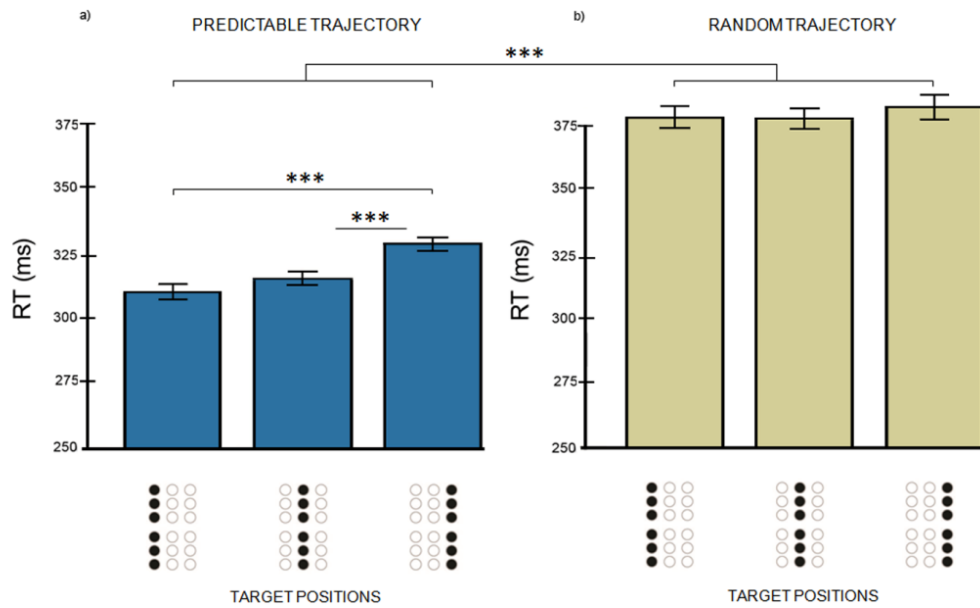 a)
PREDICTABLE TRAJECTORY
b)
RANDOM TRAJECTORY
***
375
350
325
300
275
250
RT (ms)
***
***
375
350
325
300
275
250
RT (ms)
TARGET POSITIONS
TARGET POSITIONS